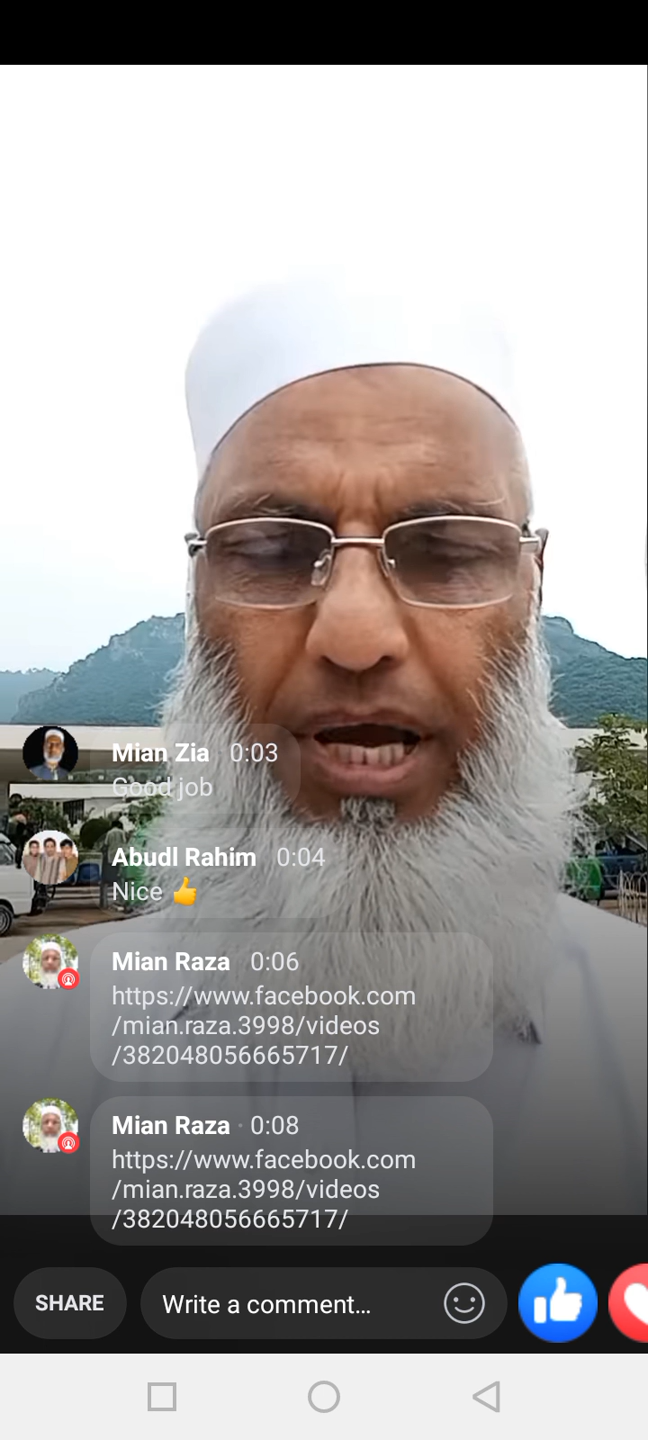 Mian Zia 0:03
Good job
Abudl Rahim 0:04
Nice 👍
Mian Raza 0:06
https://www.facebook.com
/mian.raza.3998/videos
/382048056665717/
Mian Raza · 0:08
https://www.facebook.com
/mian.raza.3998/videos
/382048056665717/
SHARE
Write a comment...